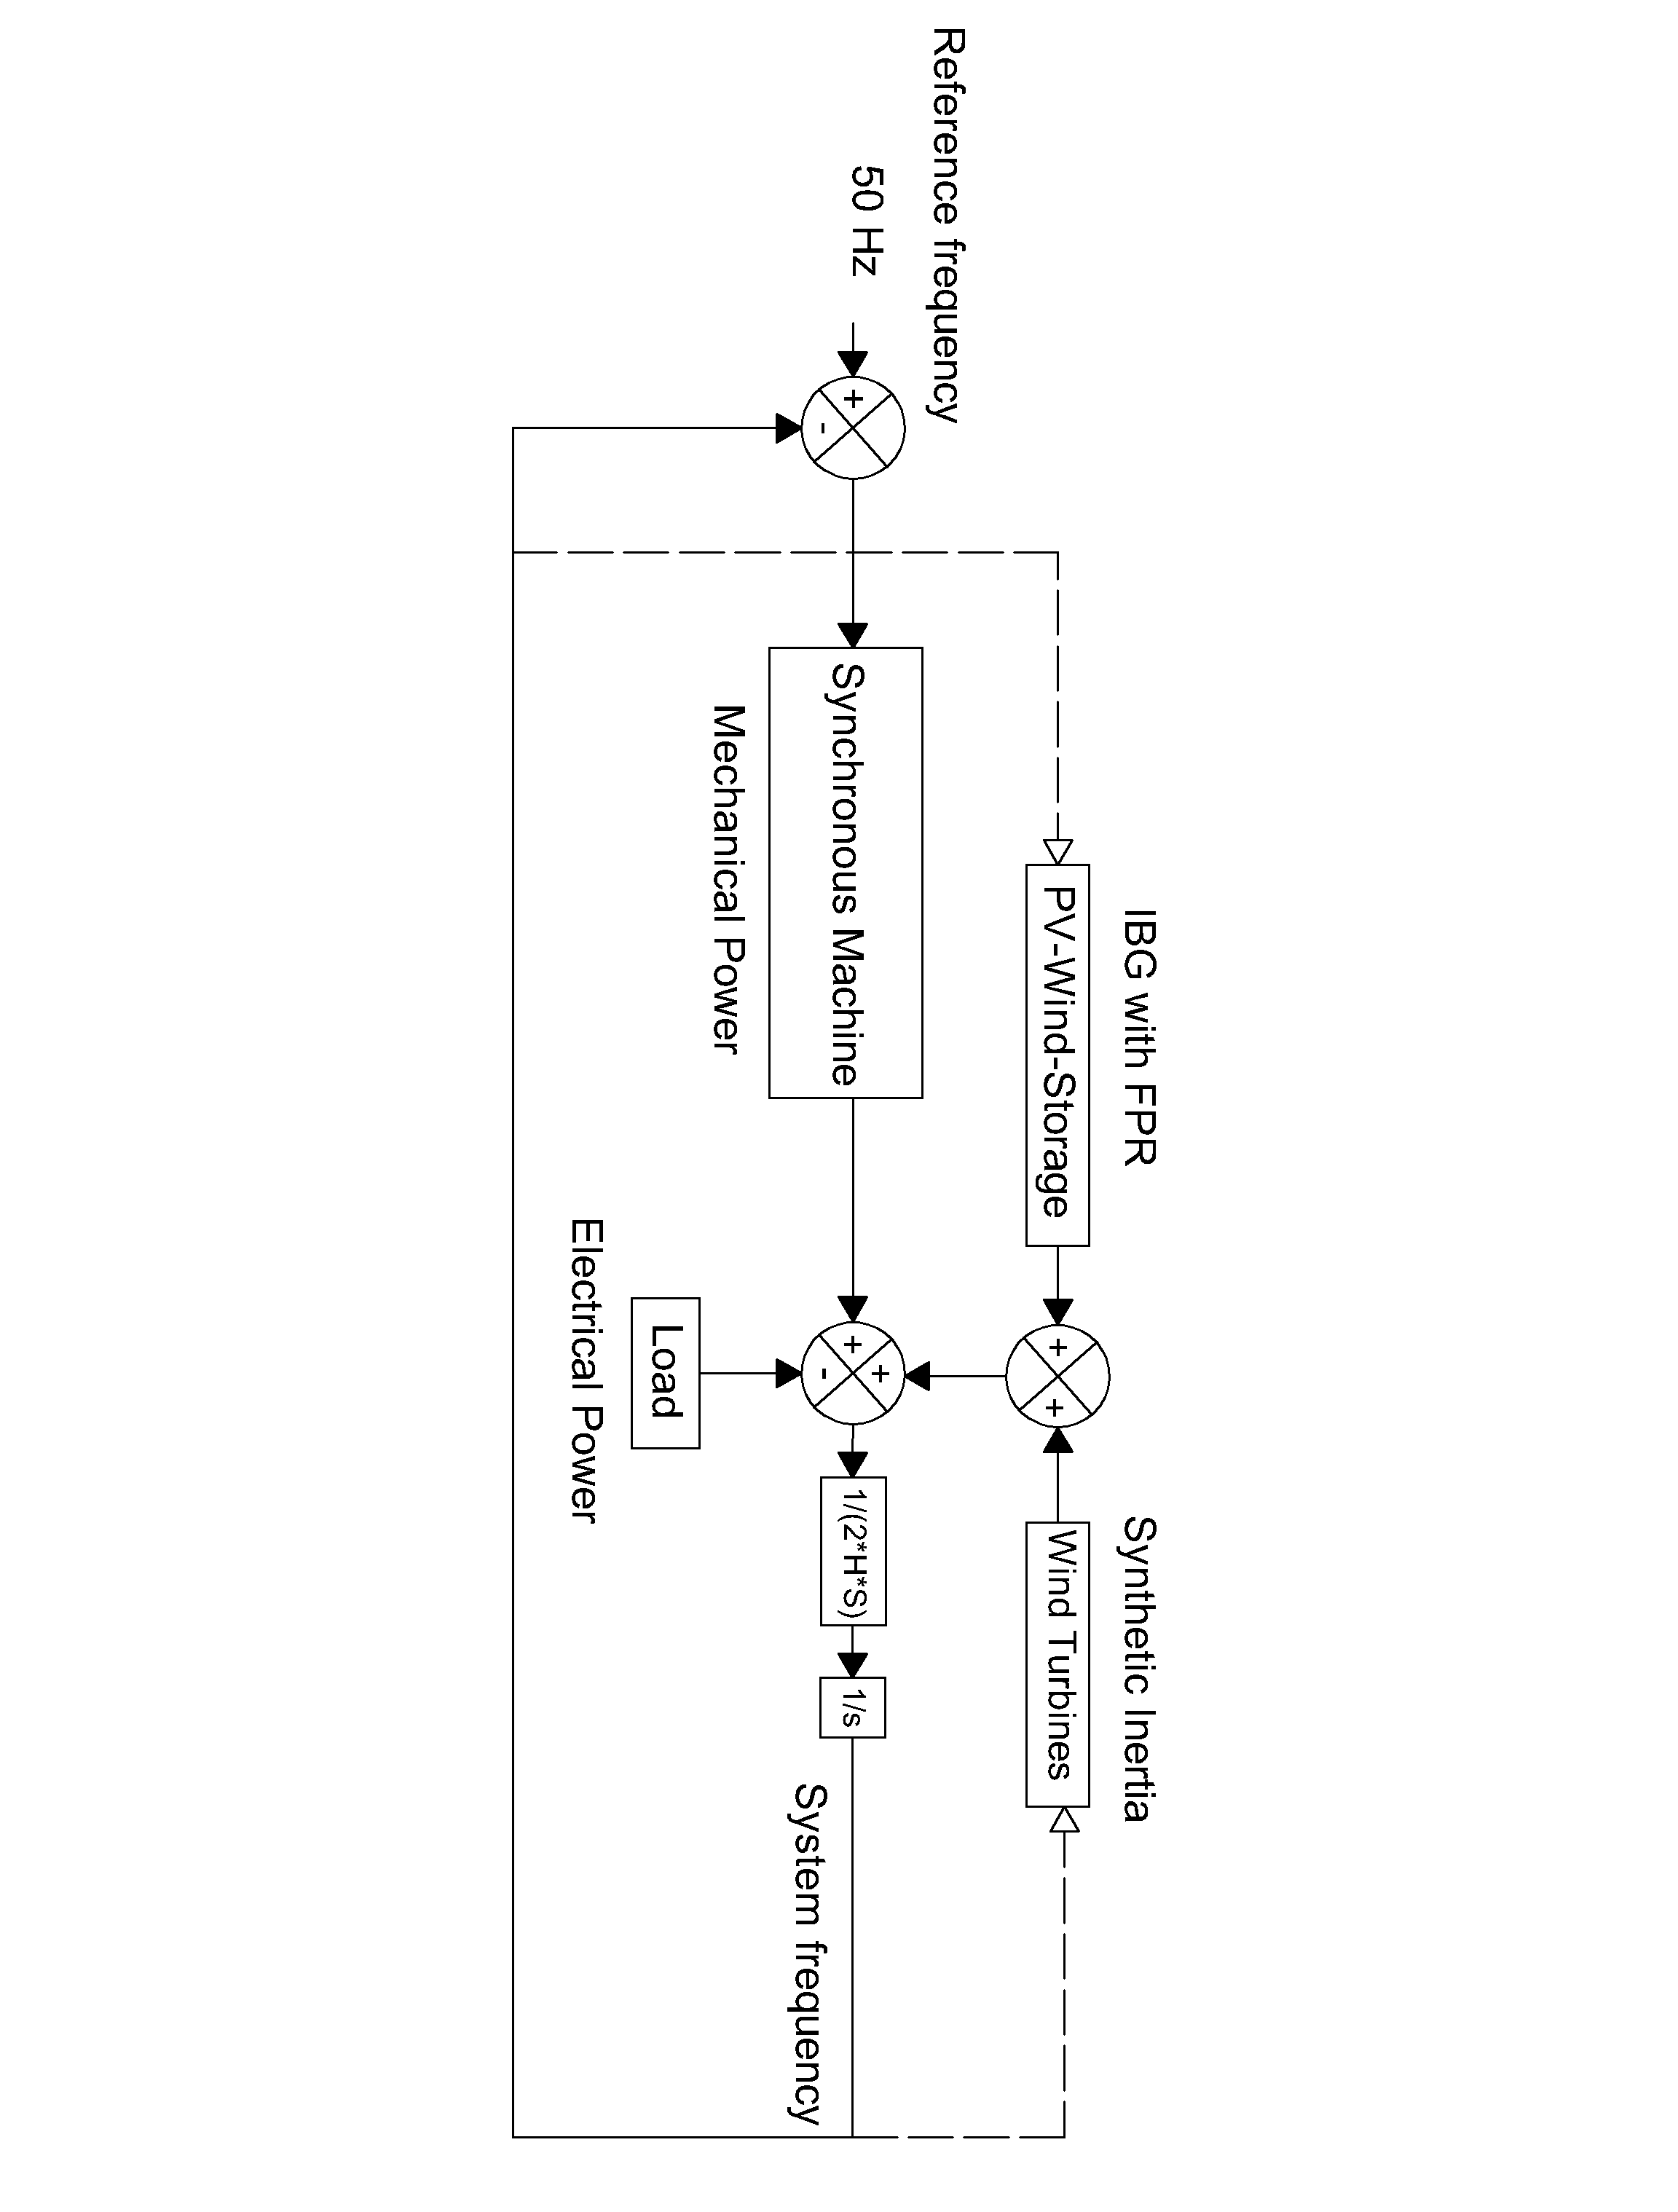 IBG with FPR
PV-Wind-Storage
Synthetic Inertia
Wind Turbines
Reference frequency
50 Hz
+
-
Synchronous Machine
Mechanical Power
+
+
+
+
-
1/(2*H*S)
1/s
System frequency
Load
Electrical Power